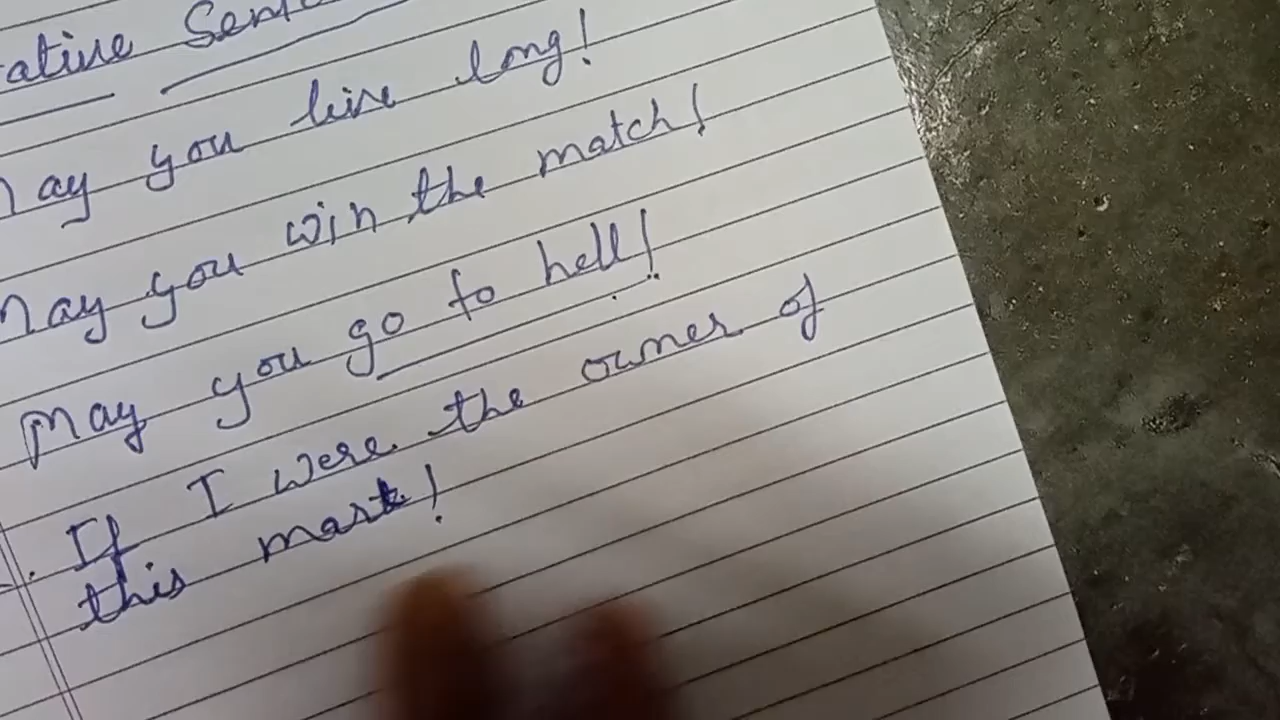 ative Sent
May you live long!
May you win the match!
May you go to hell!
If I were the owner of
this mart!